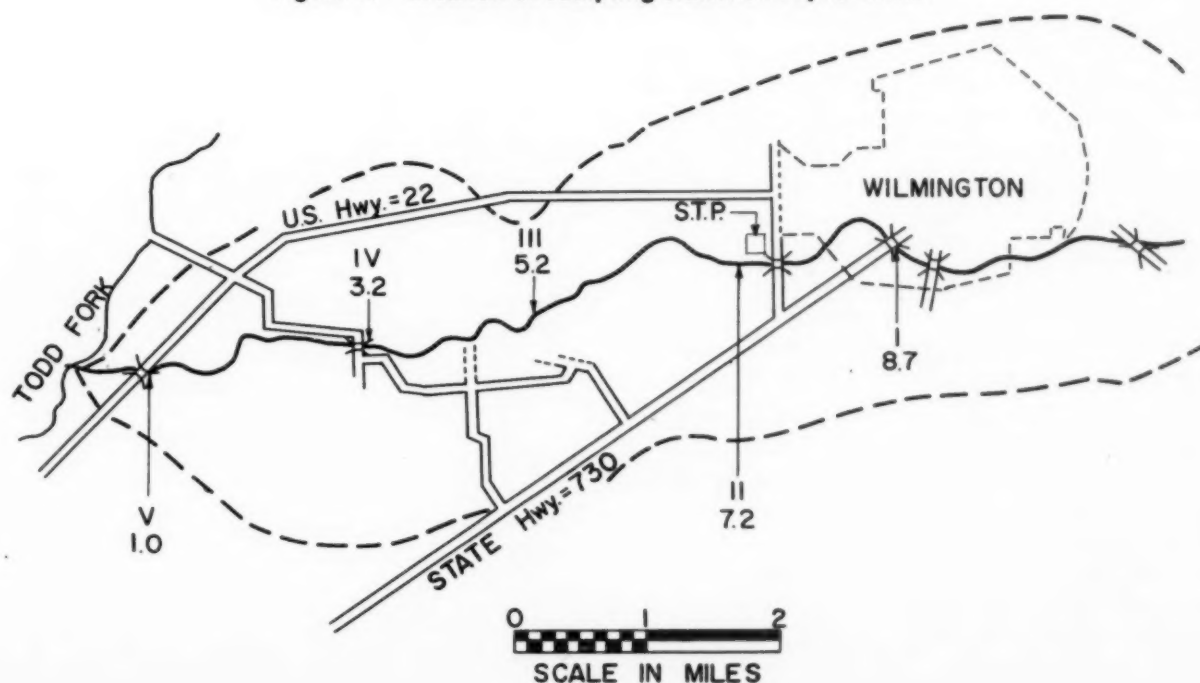 WILMINGTON
U.S. Hwy.=22
S.T.P.
III
5.2
IV
3.2
TODD FORK
I
8.7
II
7.2
V
1.0
STATE Hwy.=730
0 1 2
SCALE IN MILES